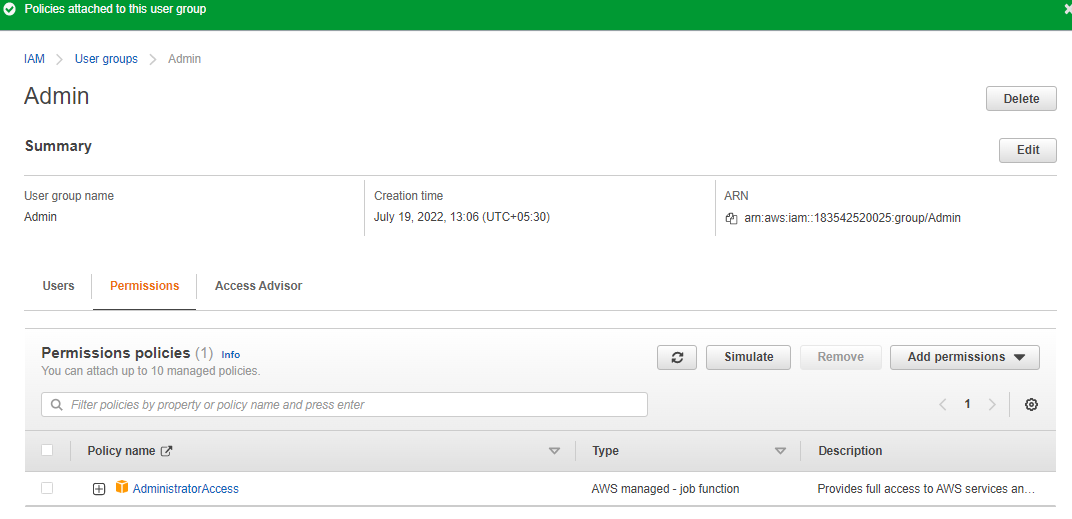 Policies attached to this user group
IAM > User groups > Admin
Admin
Delete
Summary
Edit
User group name
Admin
Creation time
July 19, 2022, 13:06 (UTC+05:30)
ARN
arn:aws:iam::183542520025:group/Admin
Users
Permissions
Access Advisor
Permissions policies (1) Info
You can attach up to 10 managed policies.
Simulate
Remove
Add permissions
Filter policies by property or policy name and press enter
1
Policy name
Type
Description
AdministratorAccess
AWS managed - job function
Provides full access to AWS services an...